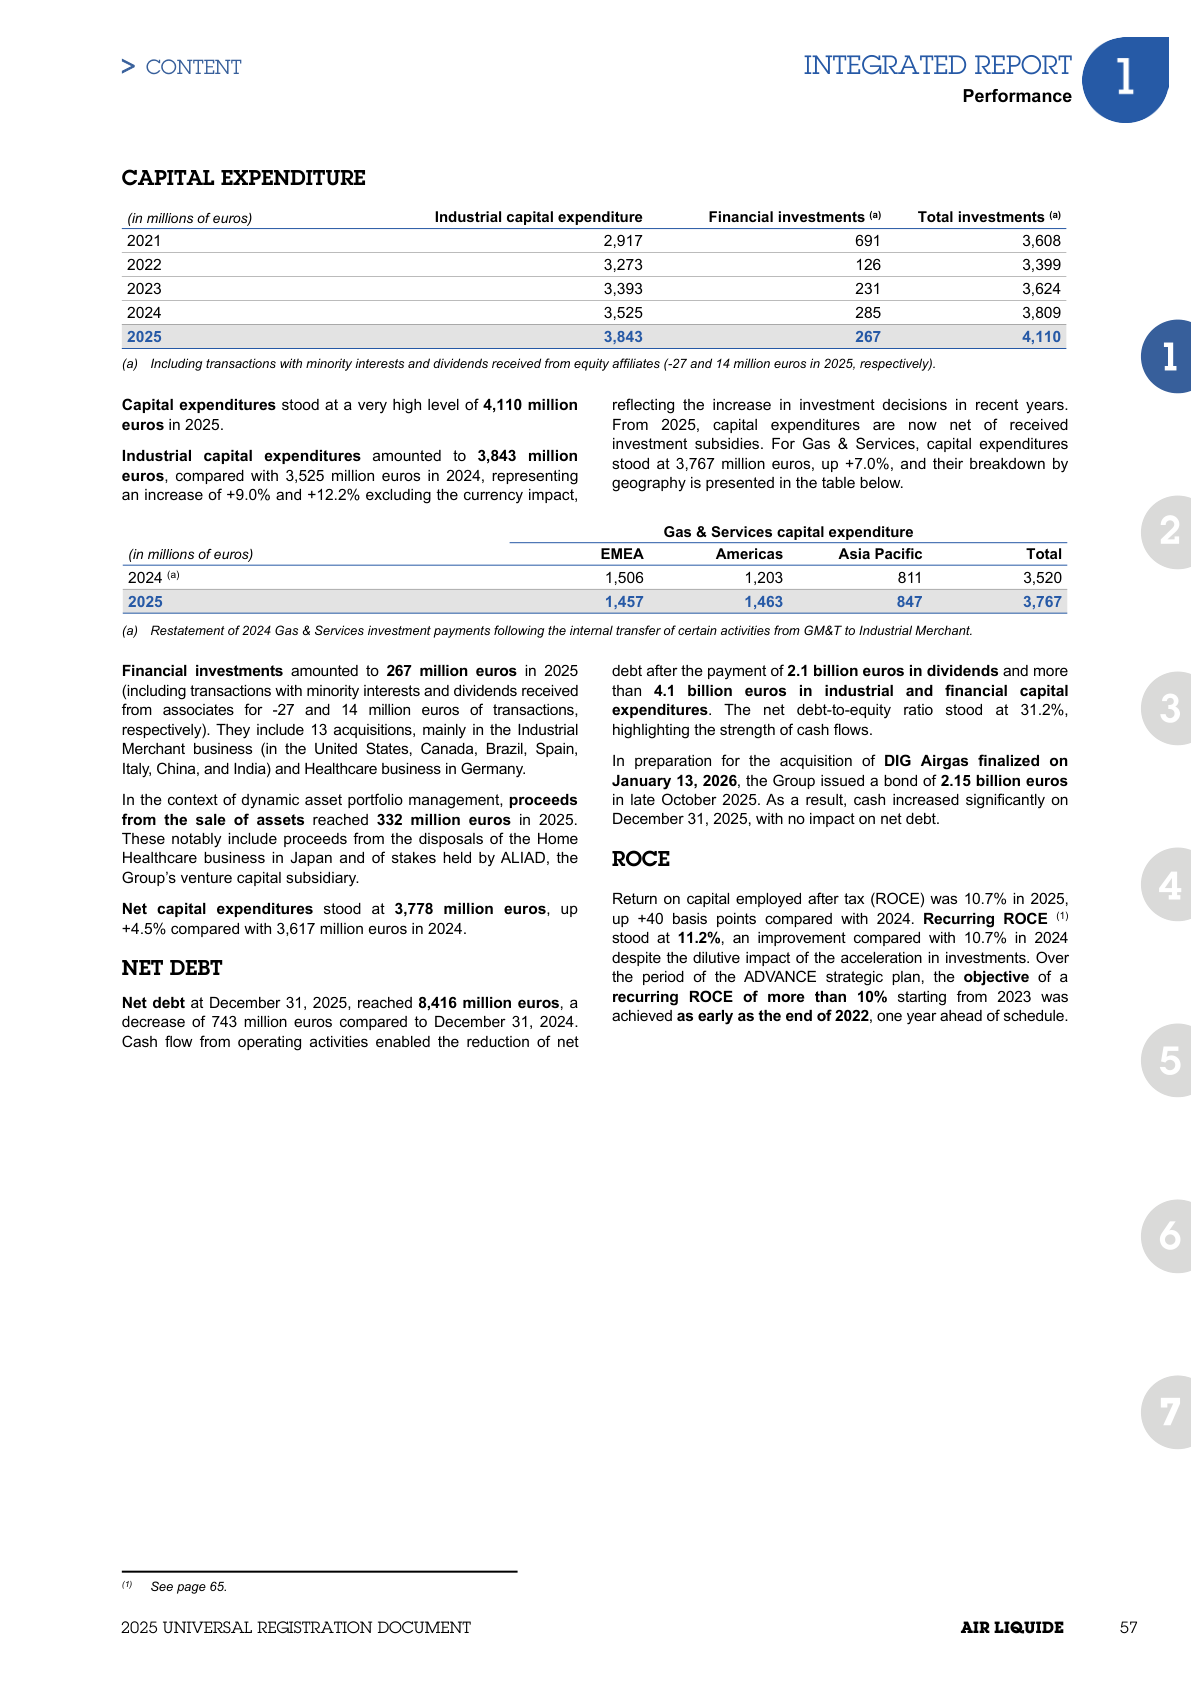 > CONTENT
INTEGRATED REPORT
Performance
1
CAPITAL EXPENDITURE
(in millions of euros) Industrial capital expenditure Financial investments (a) Total investments (a)
2021 2,917 691 3,608
2022 3,273 126 3,399
2023 3,393 231 3,624
2024 3,525 285 3,809
2025 3,843 267 4,110
(a) Including transactions with minority interests and dividends received from equity affiliates (-27 and 14 million euros in 2025, respectively).
Capital expenditures stood at a very high level of 4,110 million
euros in 2025.
Industrial capital expenditures amounted to 3,843 million
euros, compared with 3,525 million euros in 2024, representing
an increase of +9.0% and +12.2% excluding the currency impact,
reflecting the increase in investment decisions in recent years.
From 2025, capital expenditures are now net of received
investment subsidies. For Gas & Services, capital expenditures
stood at 3,767 million euros, up +7.0%, and their breakdown by
geography is presented in the table below.
Gas & Services capital expenditure
(in millions of euros) EMEA Americas Asia Pacific Total
2024 (a) 1,506 1,203 811 3,520
2025 1,457 1,463 847 3,767
(a) Restatement of 2024 Gas & Services investment payments following the internal transfer of certain activities from GM&T to Industrial Merchant.
Financial investments amounted to 267 million euros in 2025
(including transactions with minority interests and dividends received
from associates for -27 and 14 million euros of transactions,
respectively). They include 13 acquisitions, mainly in the Industrial
Merchant business (in the United States, Canada, Brazil, Spain,
Italy, China, and India) and Healthcare business in Germany.
In the context of dynamic asset portfolio management, proceeds
from the sale of assets reached 332 million euros in 2025.
These notably include proceeds from the disposals of the Home
Healthcare business in Japan and of stakes held by ALIAD, the
Group's venture capital subsidiary.
Net capital expenditures stood at 3,778 million euros, up
+4.5% compared with 3,617 million euros in 2024.
NET DEBT
Net debt at December 31, 2025, reached 8,416 million euros, a
decrease of 743 million euros compared to December 31, 2024.
Cash flow from operating activities enabled the reduction of net
debt after the payment of 2.1 billion euros in dividends and more
than 4.1 billion euros in industrial and financial capital
expenditures. The net debt-to-equity ratio stood at 31.2%,
highlighting the strength of cash flows.
In preparation for the acquisition of DIG Airgas finalized on
January 13, 2026, the Group issued a bond of 2.15 billion euros
in late October 2025. As a result, cash increased significantly on
December 31, 2025, with no impact on net debt.
ROCE
Return on capital employed after tax (ROCE) was 10.7% in 2025,
up +40 basis points compared with 2024. Recurring ROCE (1)
stood at 11.2%, an improvement compared with 10.7% in 2024
despite the dilutive impact of the acceleration in investments. Over
the period of the ADVANCE strategic plan, the objective of a
recurring ROCE of more than 10% starting from 2023 was
achieved as early as the end of 2022, one year ahead of schedule.
1
2
3
4
5
6
7
(1) See page 65.
2025 UNIVERSAL REGISTRATION DOCUMENT
AIR LIQUIDE 57